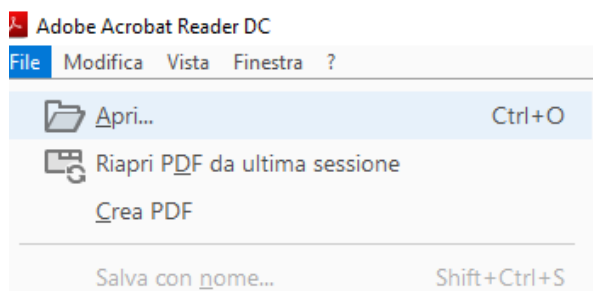 Adobe Acrobat Reader DC
File Modifica Vista Finestra ?
Apri... Ctrl+O
Riapri PDF da ultima sessione
Crea PDF
Salva con nome... Shift+Ctrl+S